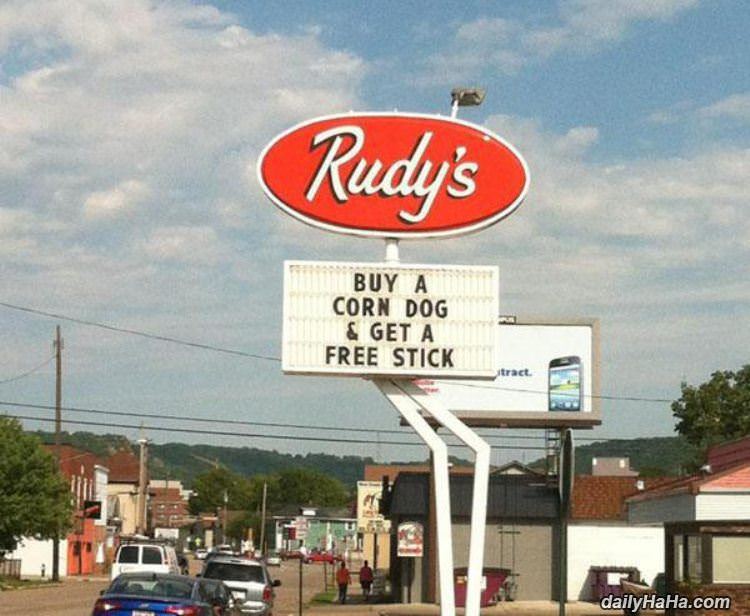 Rudy's
BUY A
CORN DOG
& GET A
FREE STICK
tract.
dailyHaHa.com